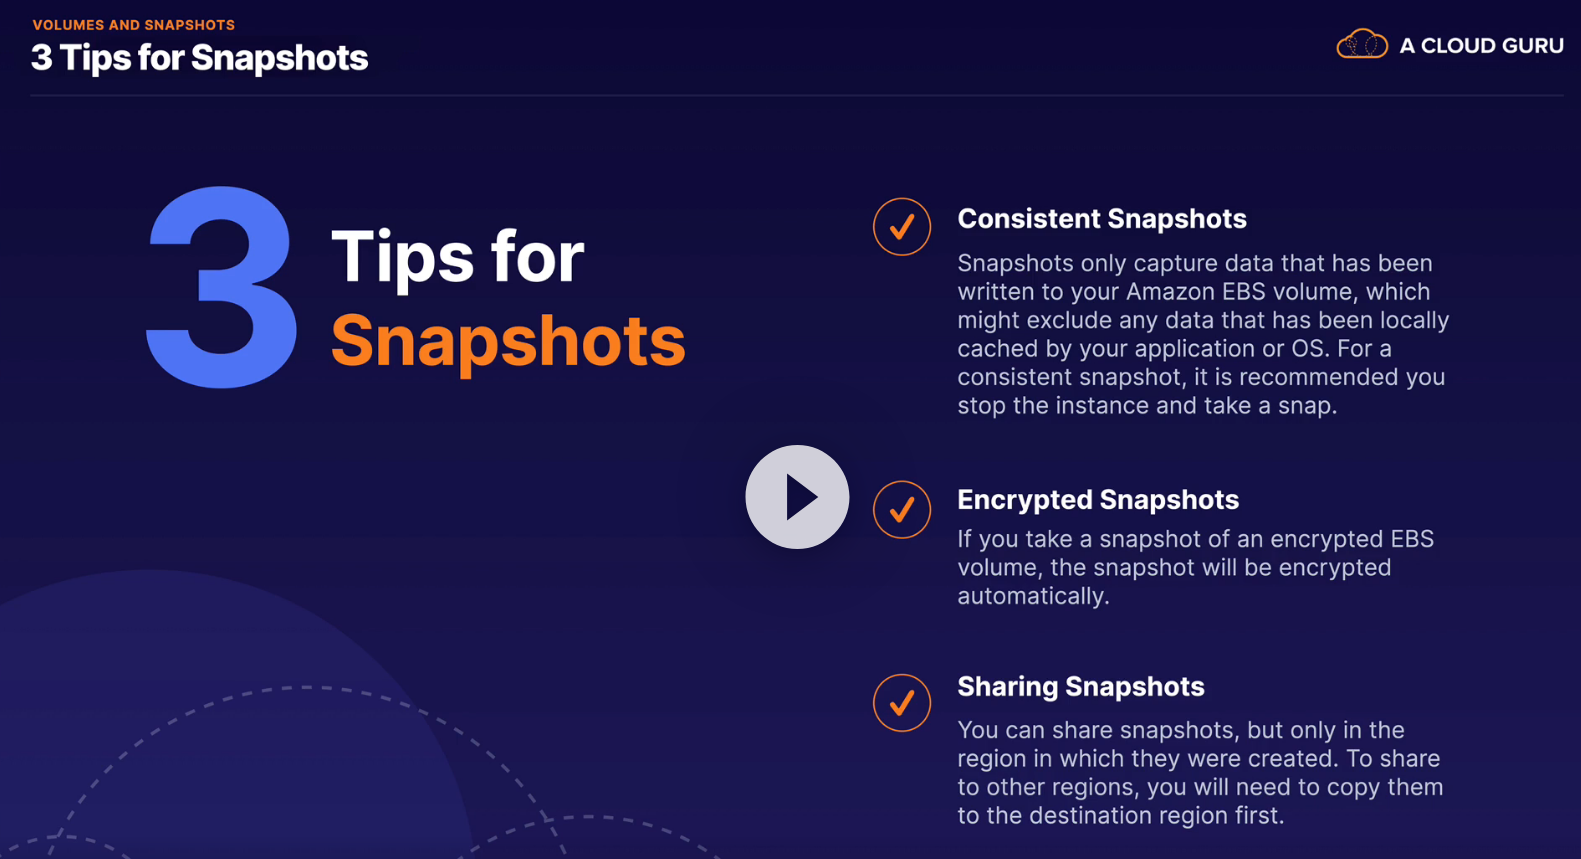 VOLUMES AND SNAPSHOTS
3 Tips for Snapshots
A CLOUD GURU
3
Tips for
Snapshots
Consistent Snapshots
Snapshots only capture data that has been
written to your Amazon EBS volume, which
might exclude any data that has been locally
cached by your application or OS. For a
consistent snapshot, it is recommended you
stop the instance and take a snap.
Encrypted Snapshots
If you take a snapshot of an encrypted EBS
volume, the snapshot will be encrypted
automatically.
Sharing Snapshots
You can share snapshots, but only in the
region in which they were created. To share
to other regions, you will need to copy them
to the destination region first.